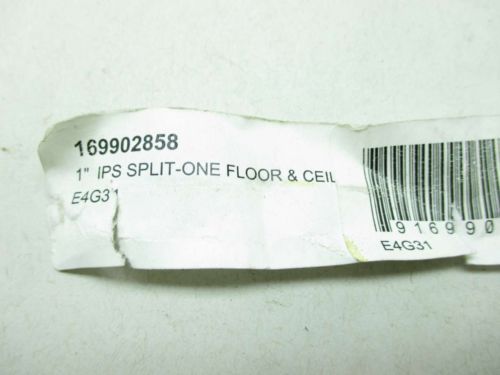 169902858
1" IPS SPLIT-ONE FLOOR & CEIL
E4G31
916990
E4G31